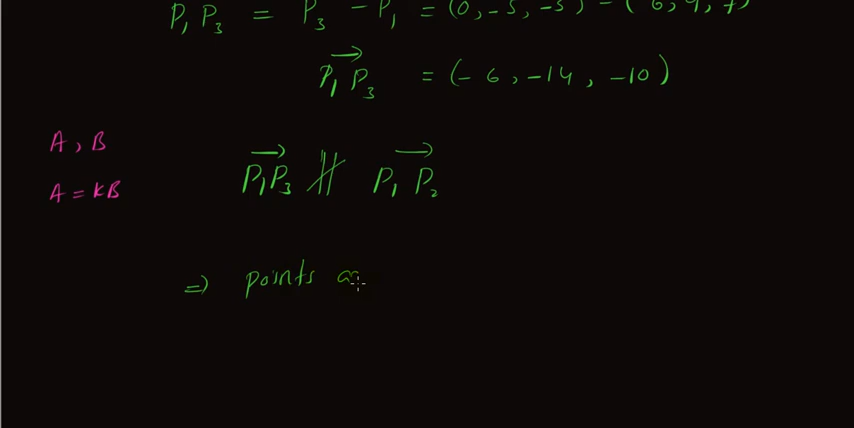 P₁P₃ = P₃ − P₁ = (0, −5, −3) − (6, 9, 7)
P₁P₃ = (−6, −14, −10)
A, B
P₁P₃ ∦ P₁P₂
A = kB
⇒ points a